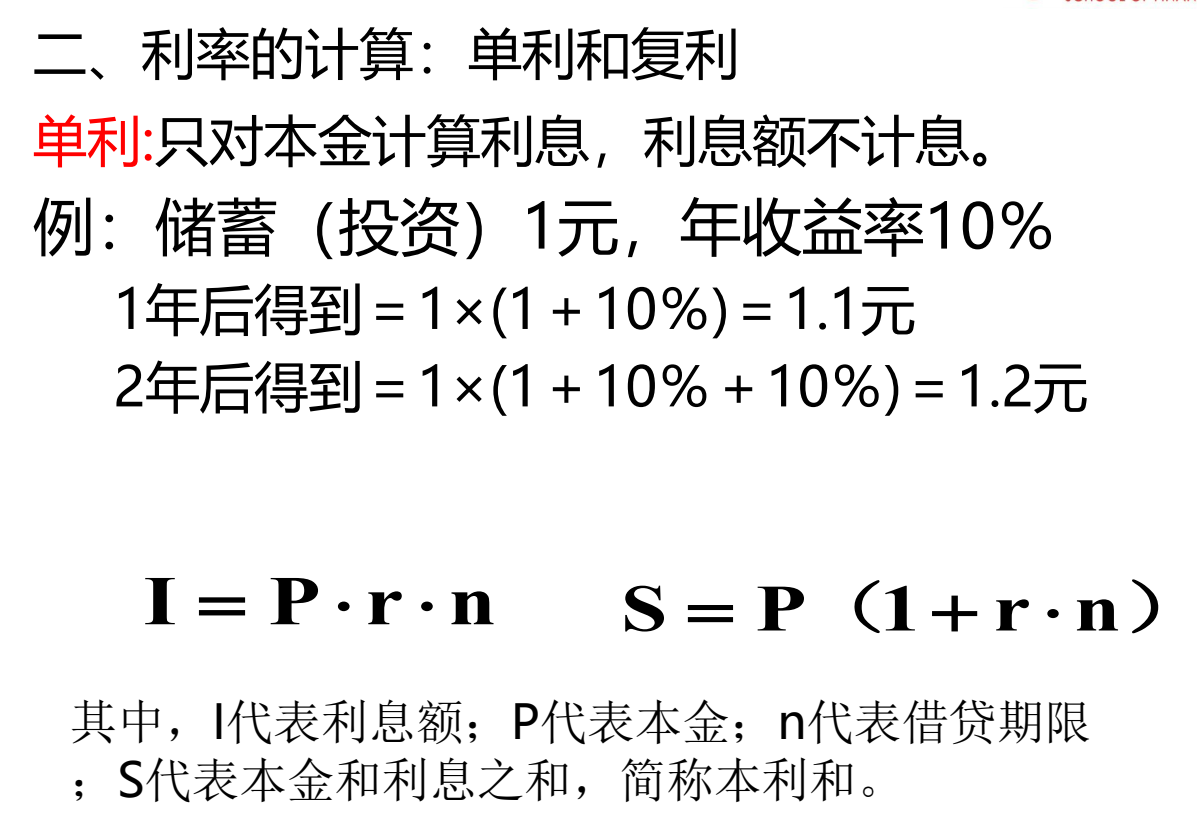 二、利率的计算：单利和复利
单利:只对本金计算利息，利息额不计息。
例：储蓄（投资）1元，年收益率10%
1年后得到＝1×(1＋10%)＝1.1元
2年后得到＝1×(1＋10%＋10%)＝1.2元
I = P · r · n S = P（1 + r · n）
其中，I代表利息额；P代表本金；n代表借贷期限
；S代表本金和利息之和，简称本利和。